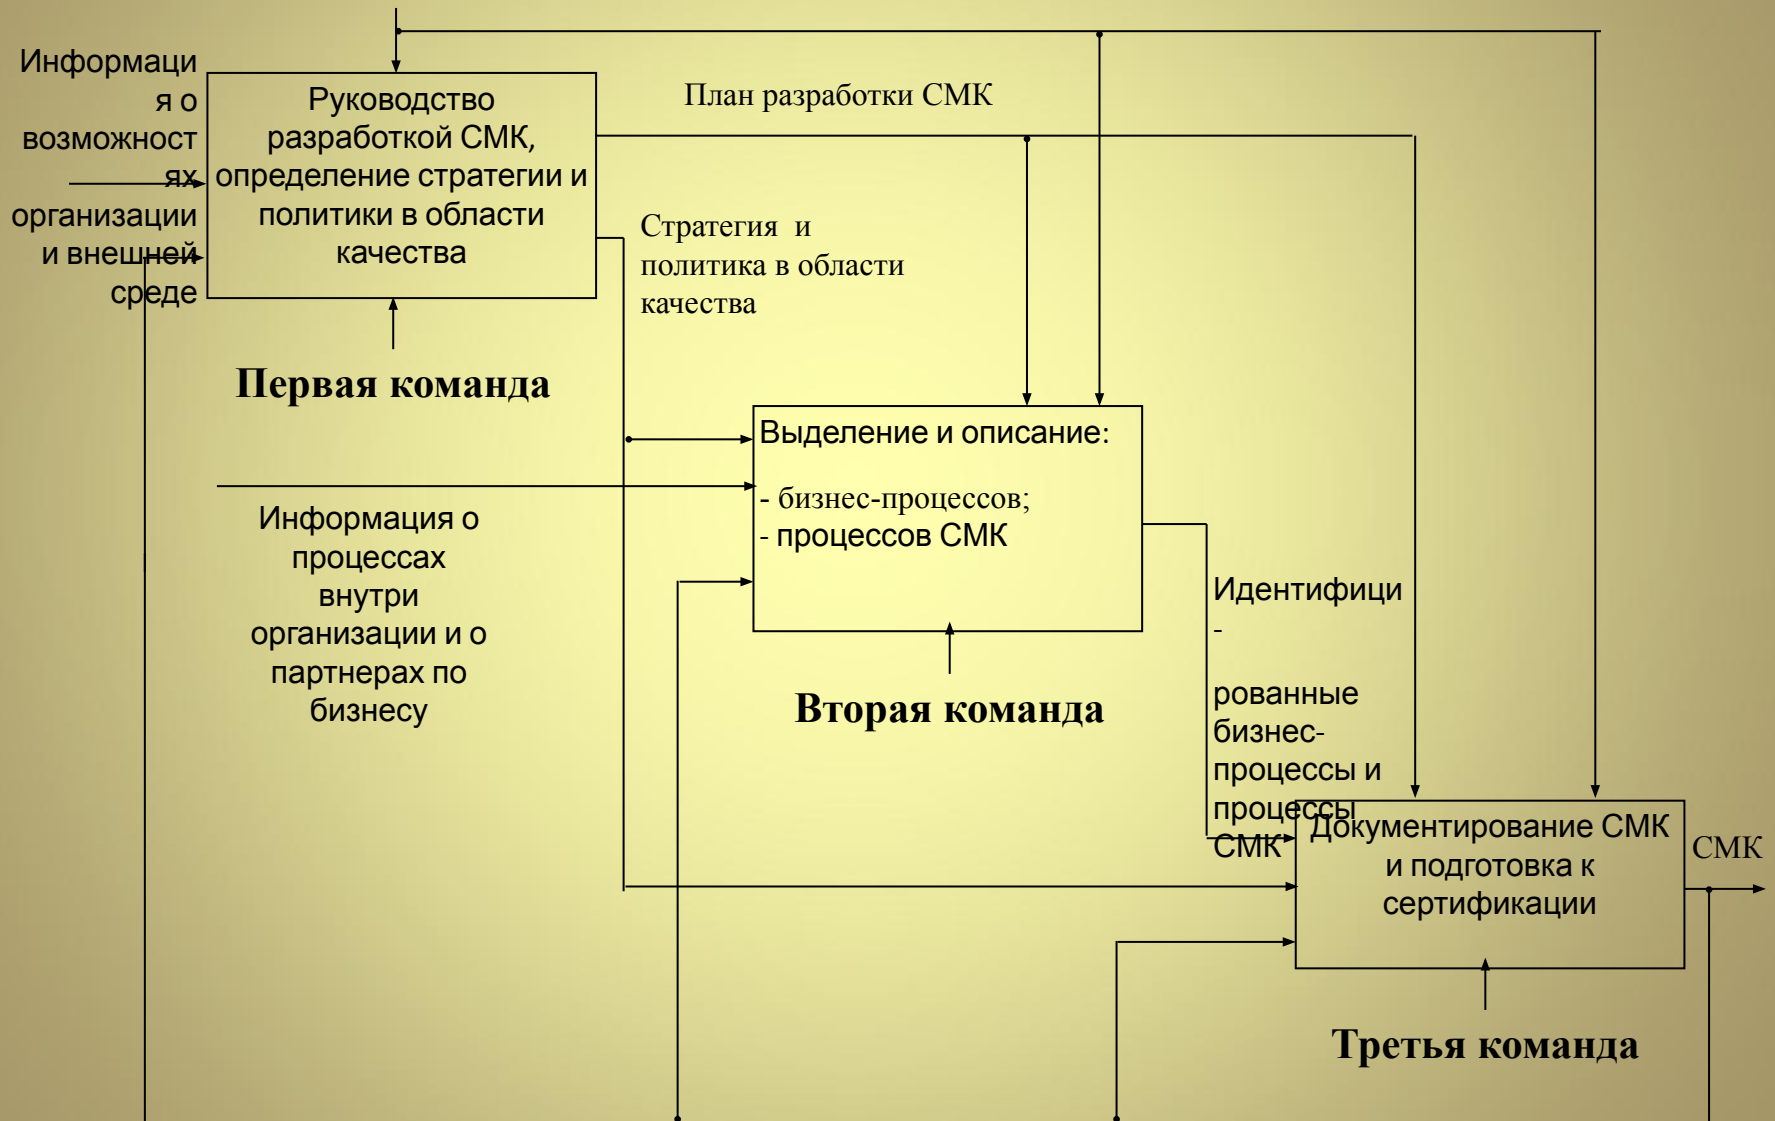 Информаци
я о
возможност
ях
организации
и внешней
среде
Руководство
разработкой СМК,
определение стратегии и
политики в области
качества
План разработки СМК
Стратегия и
политика в области
качества
Первая команда
Выделение и описание:
- бизнес-процессов;
- процессов СМК
Информация о
процессах
внутри
организации и о
партнерах по
бизнесу
Вторая команда
Идентифици
-
рованные
бизнес-
процессы и
процессы
СМК
Документирование СМК
и подготовка к
сертификации
СМК
Третья команда